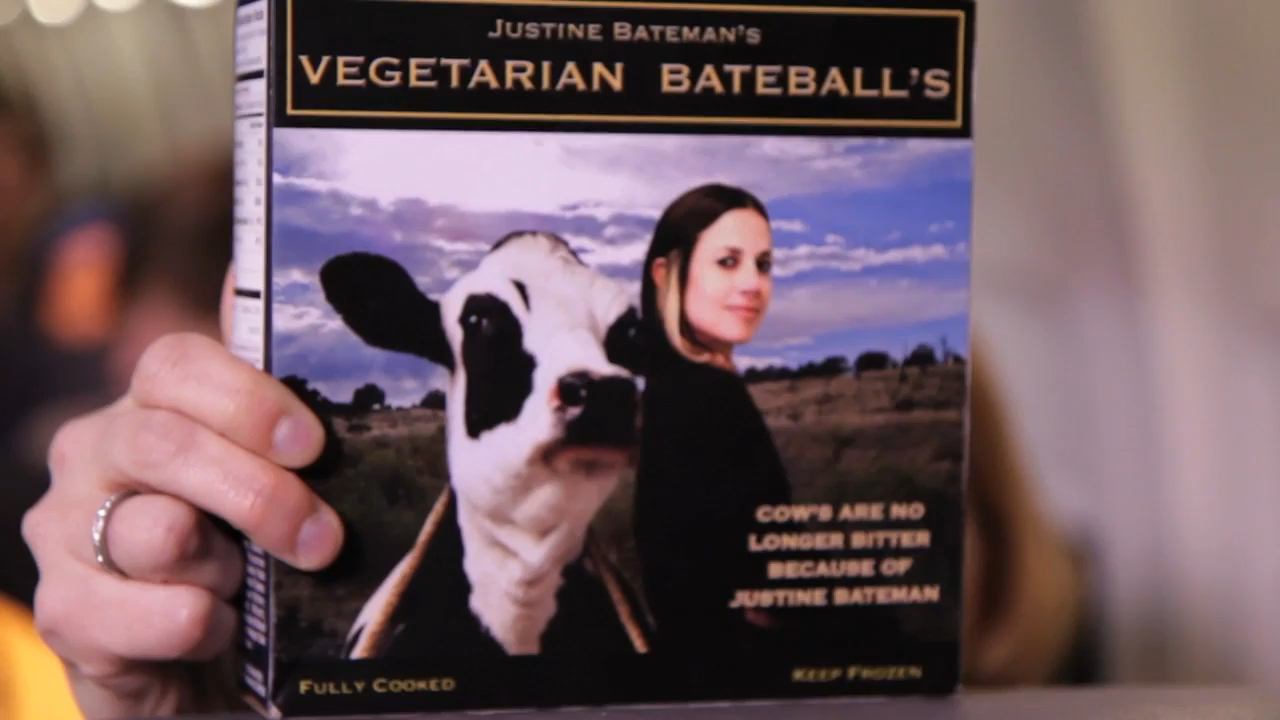 JUSTINE BATEMAN'S
VEGETARIAN BATEBALL'S
COW'S ARE NO
LONGER BITTER
BECAUSE OF
JUSTINE BATEMAN
FULLY COOKED
KEEP FROZEN